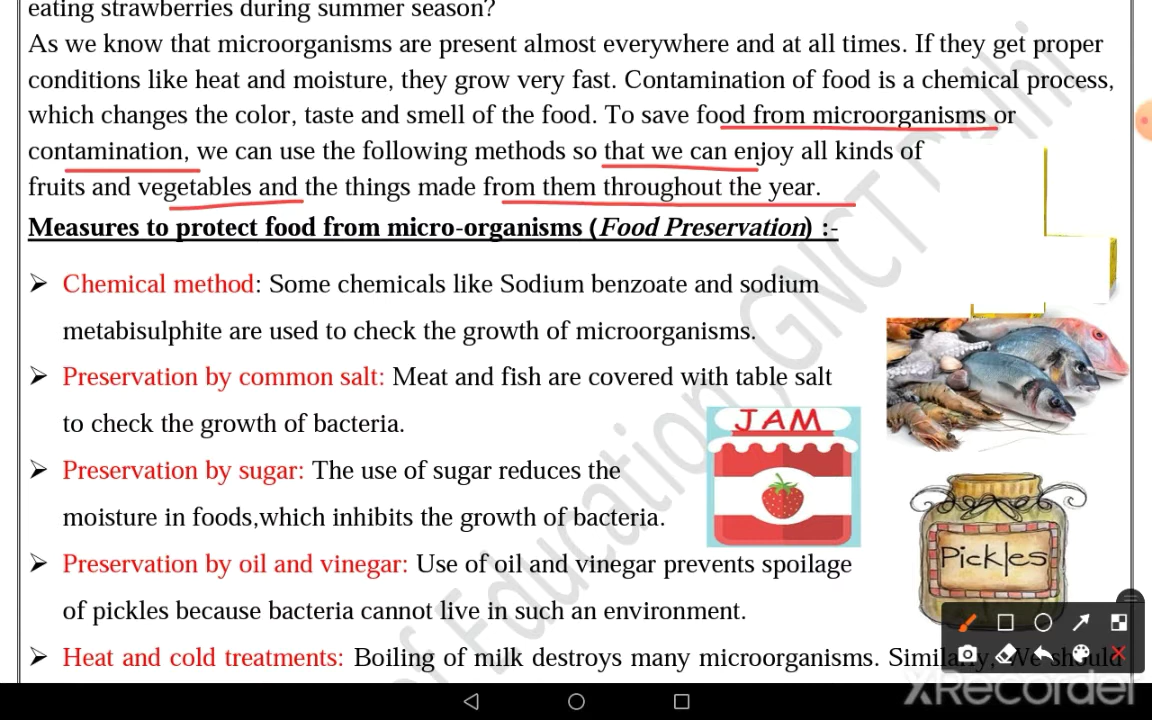 eating strawberries during summer season?
As we know that microorganisms are present almost everywhere and at all times. If they get proper
conditions like heat and moisture, they grow very fast. Contamination of food is a chemical process,
which changes the color, taste and smell of the food. To save food from microorganisms or
contamination, we can use the following methods so that we can enjoy all kinds of
fruits and vegetables and the things made from them throughout the year.
Measures to protect food from micro-organisms (Food Preservation) :-
➢ Chemical method: Some chemicals like Sodium benzoate and sodium
metabisulphite are used to check the growth of microorganisms.
➢ Preservation by common salt: Meat and fish are covered with table salt
to check the growth of bacteria.
JAM
➢ Preservation by sugar: The use of sugar reduces the
moisture in foods,which inhibits the growth of bacteria.
Pickles
➢ Preservation by oil and vinegar: Use of oil and vinegar prevents spoilage
of pickles because bacteria cannot live in such an environment.
➢ Heat and cold treatments: Boiling of milk destroys many microorganisms. Similarly, We should
of Education, GNCT Delhi
XRecorder